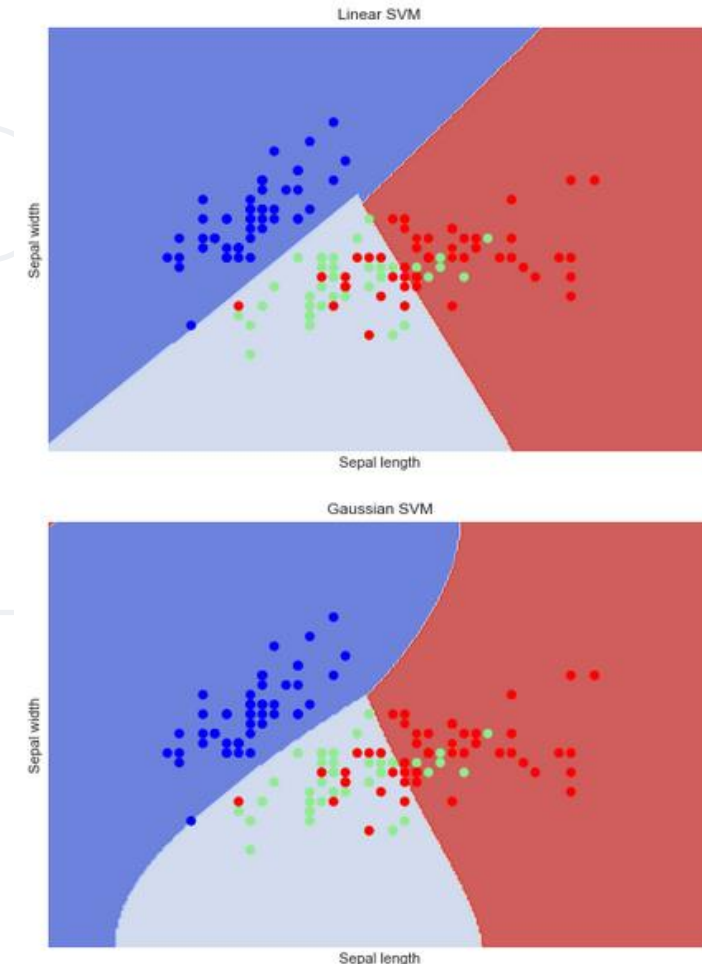 Linear SVM
Sepal width
Sepal length
Gaussian SVM
Sepal width
Sepal length